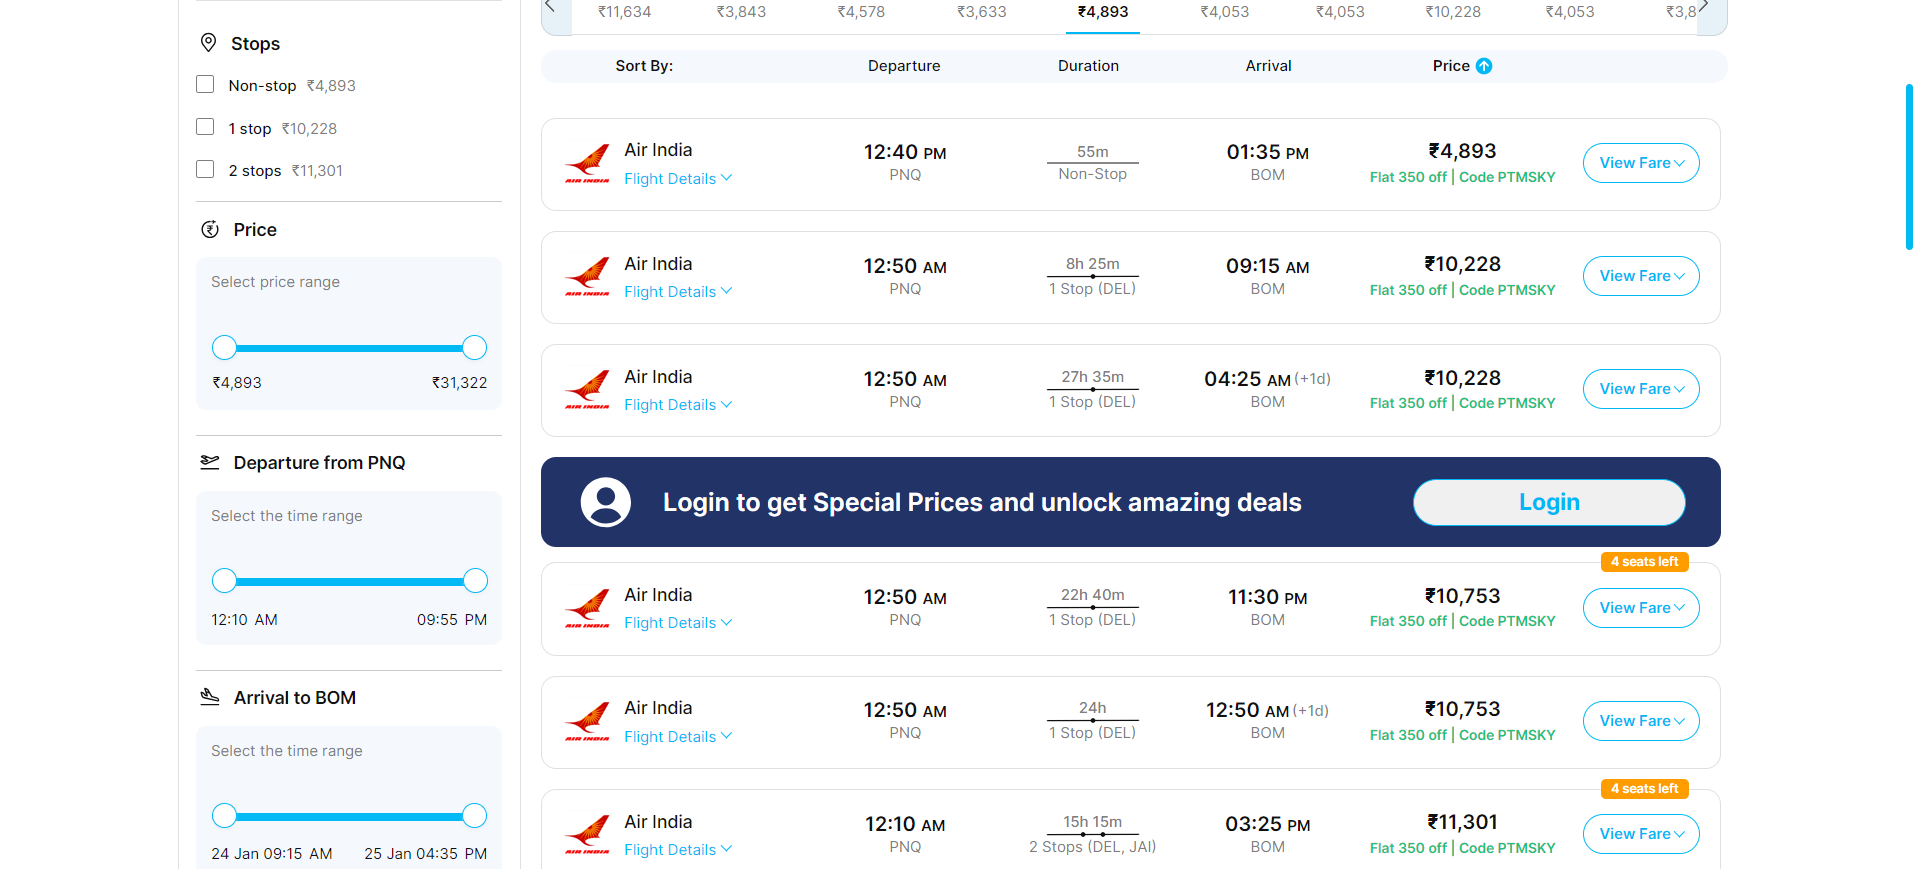 ₹11,634 ₹3,843 ₹4,578 ₹3,633 ₹4,893 ₹4,053 ₹4,053 ₹10,228 ₹4,053
Stops
Non-stop ₹4,893
1 stop ₹10,228
2 stops ₹11,301
Price
Select price range
₹4,893 ₹31,322
Departure from PNQ
Select the time range
12:10 AM 09:55 PM
Arrival to BOM
Select the time range
24 Jan 09:15 AM 25 Jan 04:35 PM
Sort By: Departure Duration Arrival Price
Air India 12:40 PM 55m 01:35 PM ₹4,893 View Fare
AIR INDIA Flight Details PNQ Non-Stop BOM Flat 350 off | Code PTMSKY
Air India 12:50 AM 8h 25m 09:15 AM ₹10,228 View Fare
AIR INDIA Flight Details PNQ 1 Stop (DEL) BOM Flat 350 off | Code PTMSKY
Air India 12:50 AM 27h 35m 04:25 AM (+1d) ₹10,228 View Fare
AIR INDIA Flight Details PNQ 1 Stop (DEL) BOM Flat 350 off | Code PTMSKY
Login to get Special Prices and unlock amazing deals Login
4 seats left
Air India 12:50 AM 22h 40m 11:30 PM ₹10,753 View Fare
AIR INDIA Flight Details PNQ 1 Stop (DEL) BOM Flat 350 off | Code PTMSKY
Air India 12:50 AM 24h 12:50 AM (+1d) ₹10,753 View Fare
AIR INDIA Flight Details PNQ 1 Stop (DEL) BOM Flat 350 off | Code PTMSKY
4 seats left
Air India 12:10 AM 15h 15m 03:25 PM ₹11,301 View Fare
AIR INDIA Flight Details PNQ 2 Stops (DEL, JAI) BOM Flat 350 off | Code PTMSKY